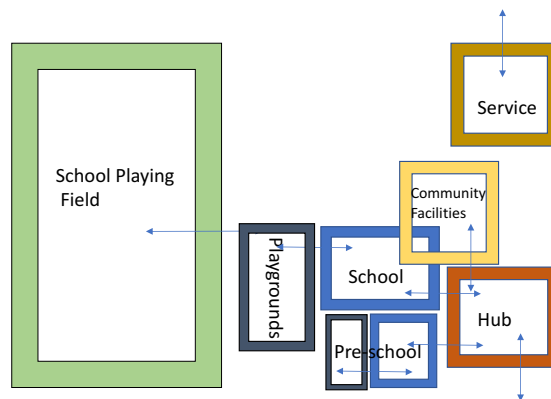 Service
School Playing
Field
Community
Facilities
Playgrounds
School
Hub
Pre-school